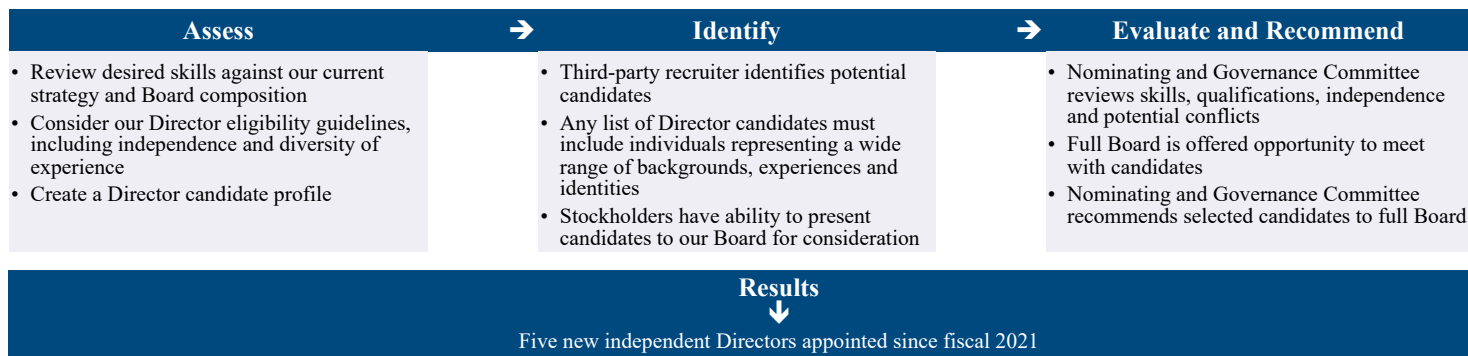 Assess
➔
Identify
➔
Evaluate and Recommend
• Review desired skills against our current
strategy and Board composition
• Consider our Director eligibility guidelines,
including independence and diversity of
experience
• Create a Director candidate profile
• Third-party recruiter identifies potential
candidates
• Any list of Director candidates must
include individuals representing a wide
range of backgrounds, experiences and
identities
• Stockholders have ability to present
candidates to our Board for consideration
• Nominating and Governance Committee
reviews skills, qualifications, independence
and potential conflicts
• Full Board is offered opportunity to meet
with candidates
• Nominating and Governance Committee
recommends selected candidates to full Board
Results
Five new independent Directors appointed since fiscal 2021